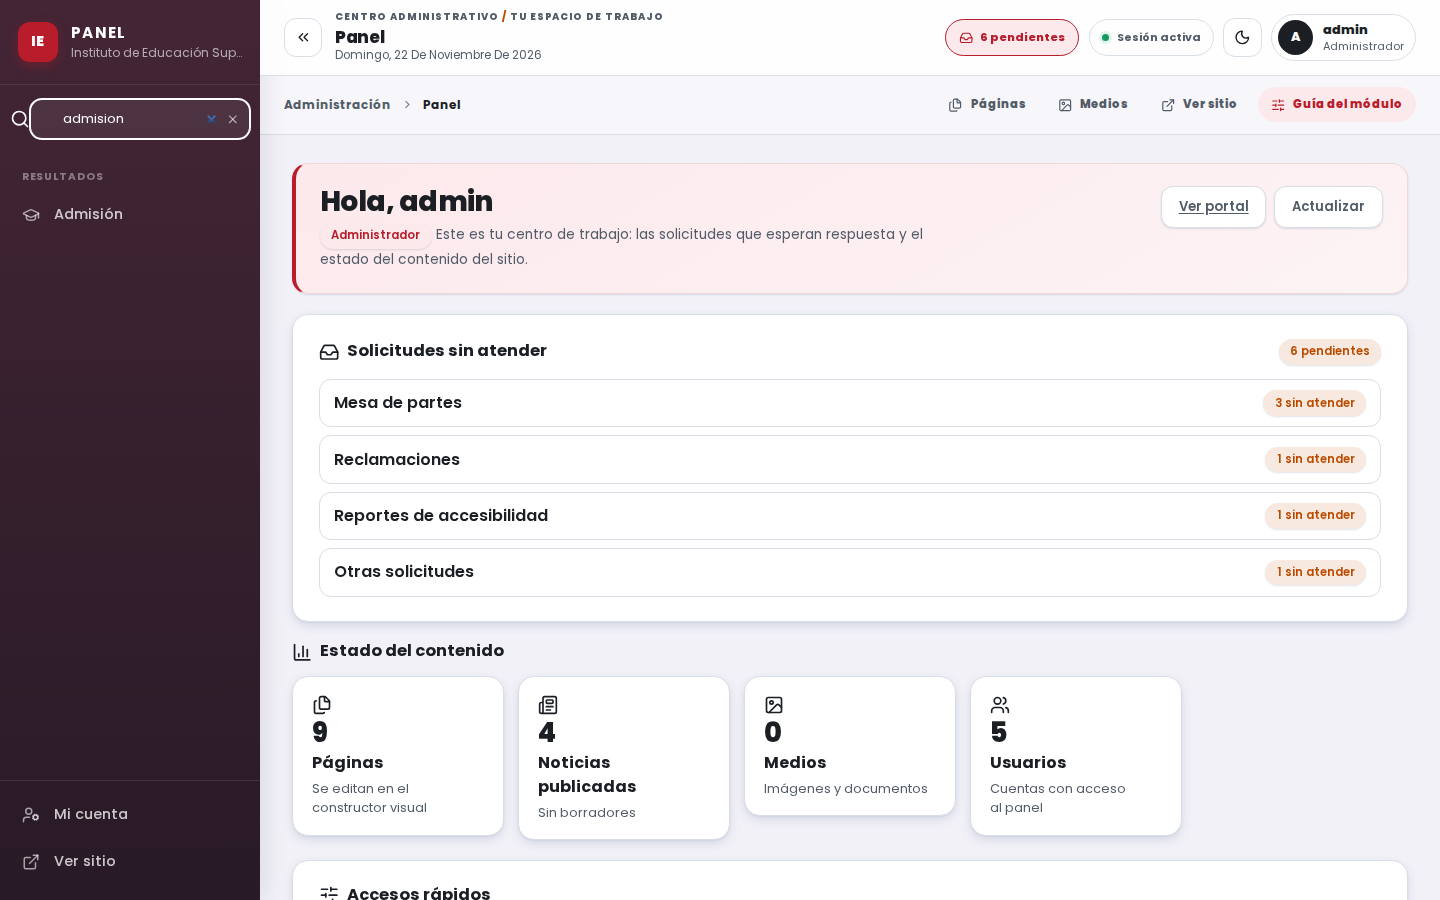 IE
PANEL
Instituto de Educación Sup...
admision
RESULTADOS
Admisión
Mi cuenta
Ver sitio
CENTRO ADMINISTRATIVO / TU ESPACIO DE TRABAJO
Panel
Domingo, 22 De Noviembre De 2026
6 pendientes
Sesión activa
A
admin
Administrador
Administración > Panel
Páginas
Medios
Ver sitio
Guía del módulo
Hola, admin
Administrador Este es tu centro de trabajo: las solicitudes que esperan respuesta y el
estado del contenido del sitio.
Ver portal
Actualizar
Solicitudes sin atender
6 pendientes
Mesa de partes
3 sin atender
Reclamaciones
1 sin atender
Reportes de accesibilidad
1 sin atender
Otras solicitudes
1 sin atender
Estado del contenido
9
Páginas
Se editan en el
constructor visual
4
Noticias
publicadas
Sin borradores
0
Medios
Imágenes y documentos
5
Usuarios
Cuentas con acceso
al panel
Accesos rápidos